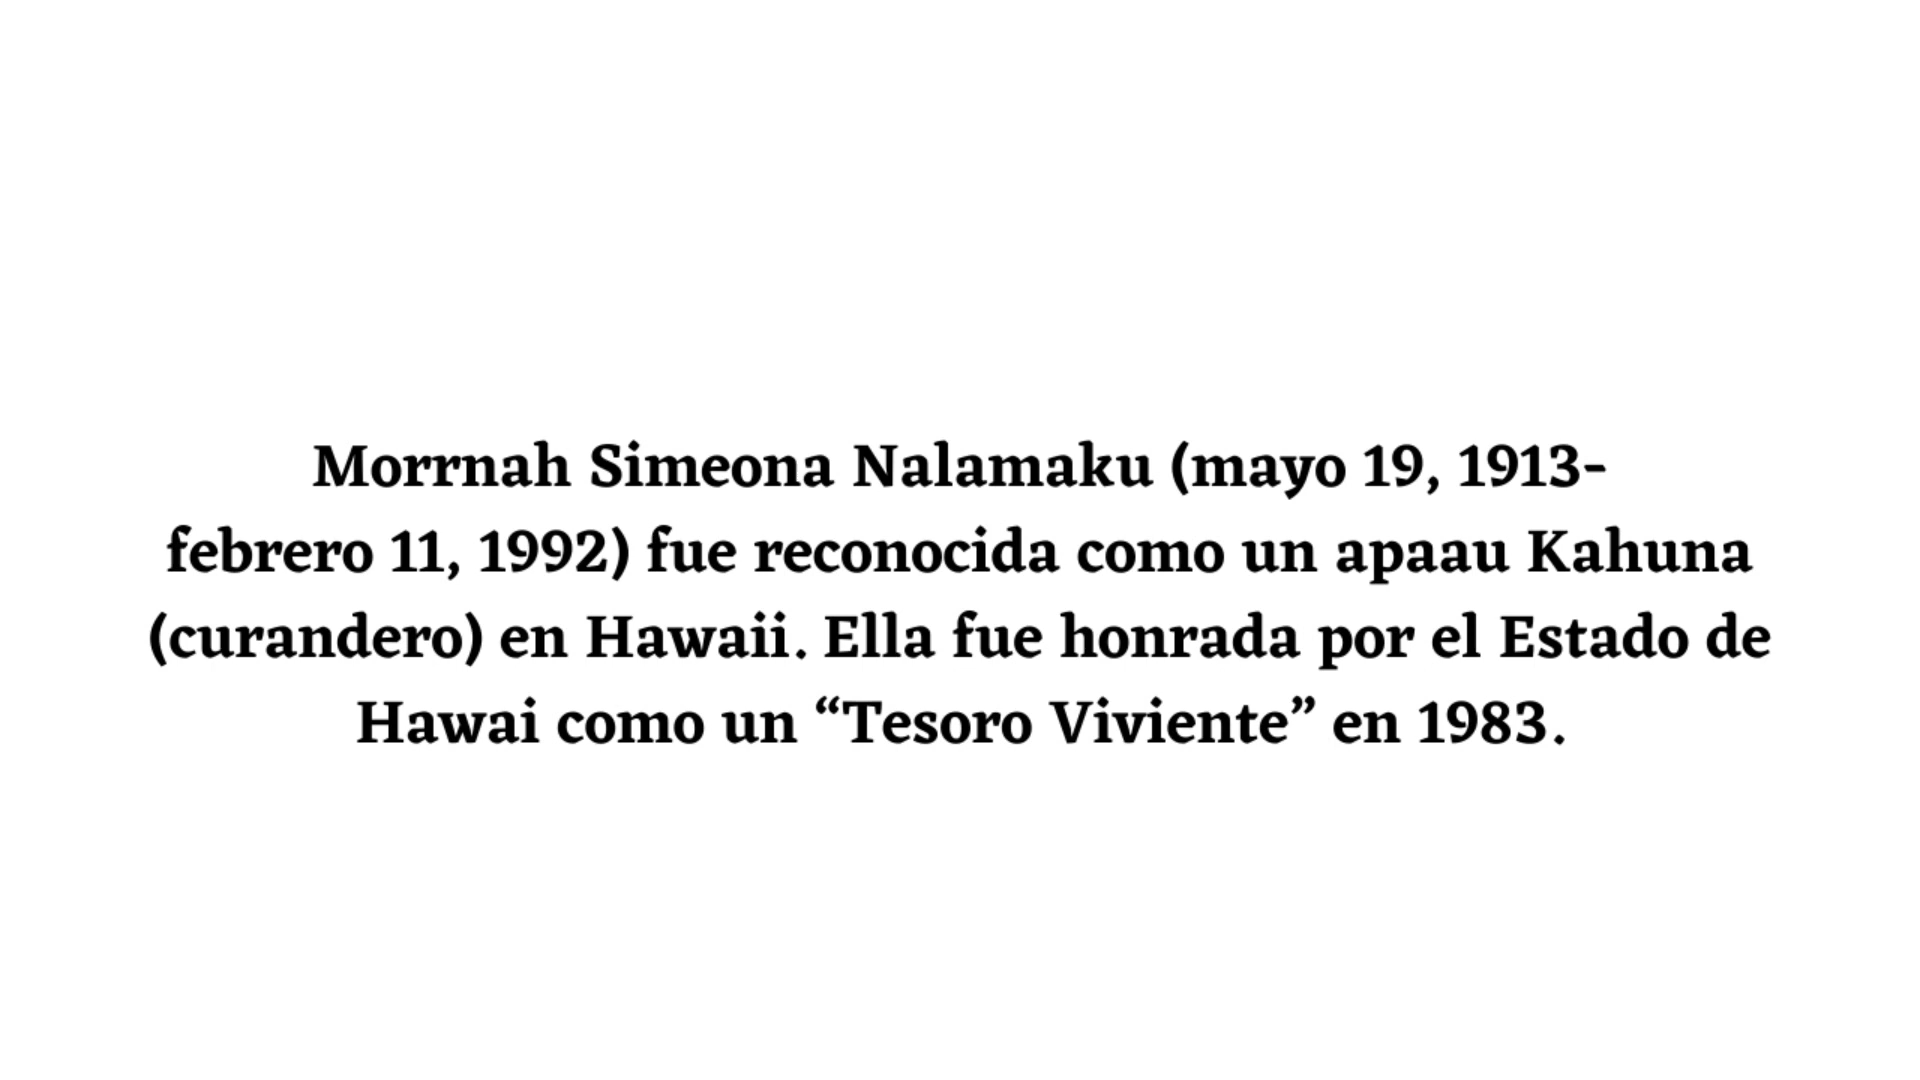 Morrnah Simeona Nalamaku (mayo 19, 1913-
febrero 11, 1992) fue reconocida como un apaau Kahuna
(curandero) en Hawaii. Ella fue honrada por el Estado de
Hawai como un “Tesoro Viviente” en 1983.